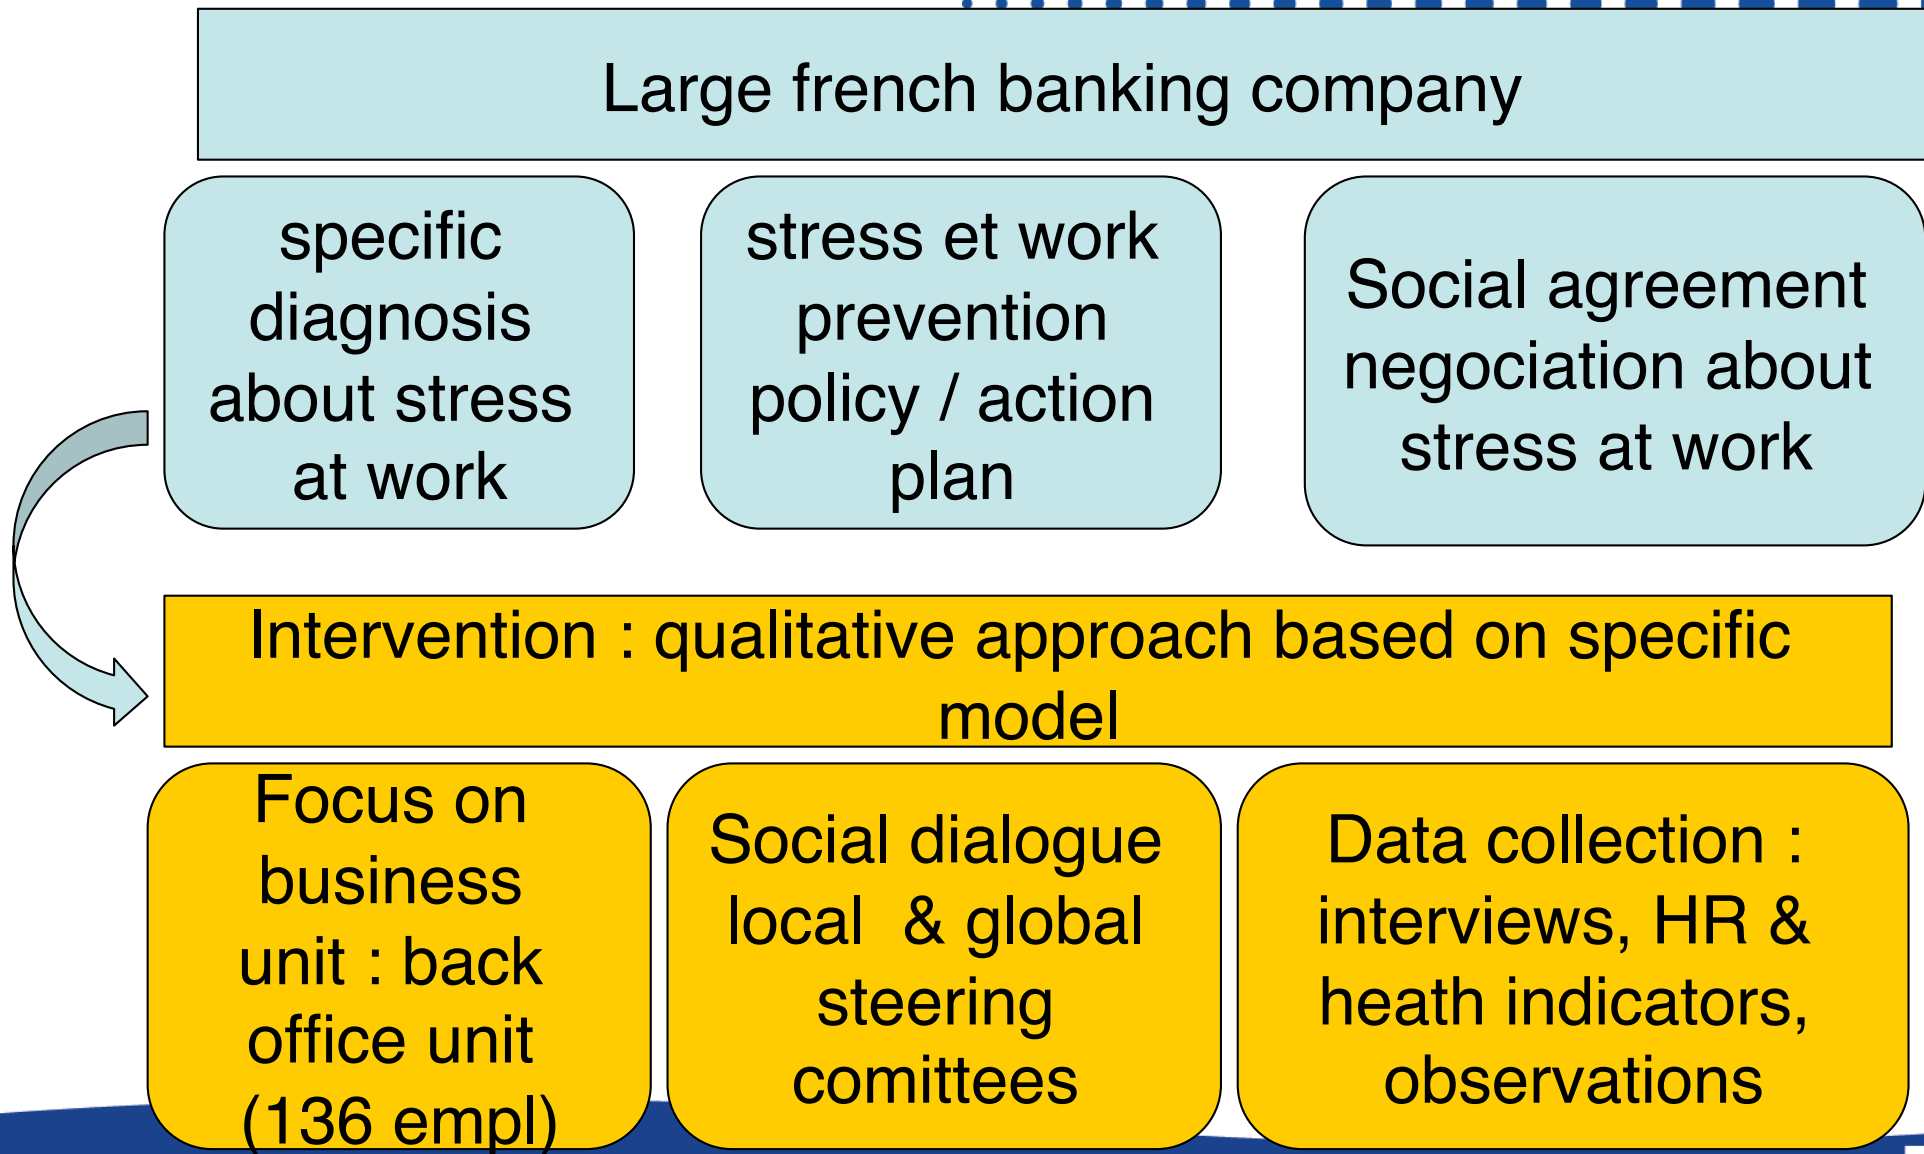 Large french banking company
specific
diagnosis
about stress
at work
stress et work
prevention
policy / action
plan
Social agreement
negociation about
stress at work
Intervention : qualitative approach based on specific
model
Focus on
business
unit : back
office unit
(136 empl)
Social dialogue
local & global
steering
comittees
Data collection :
interviews, HR &
heath indicators,
observations